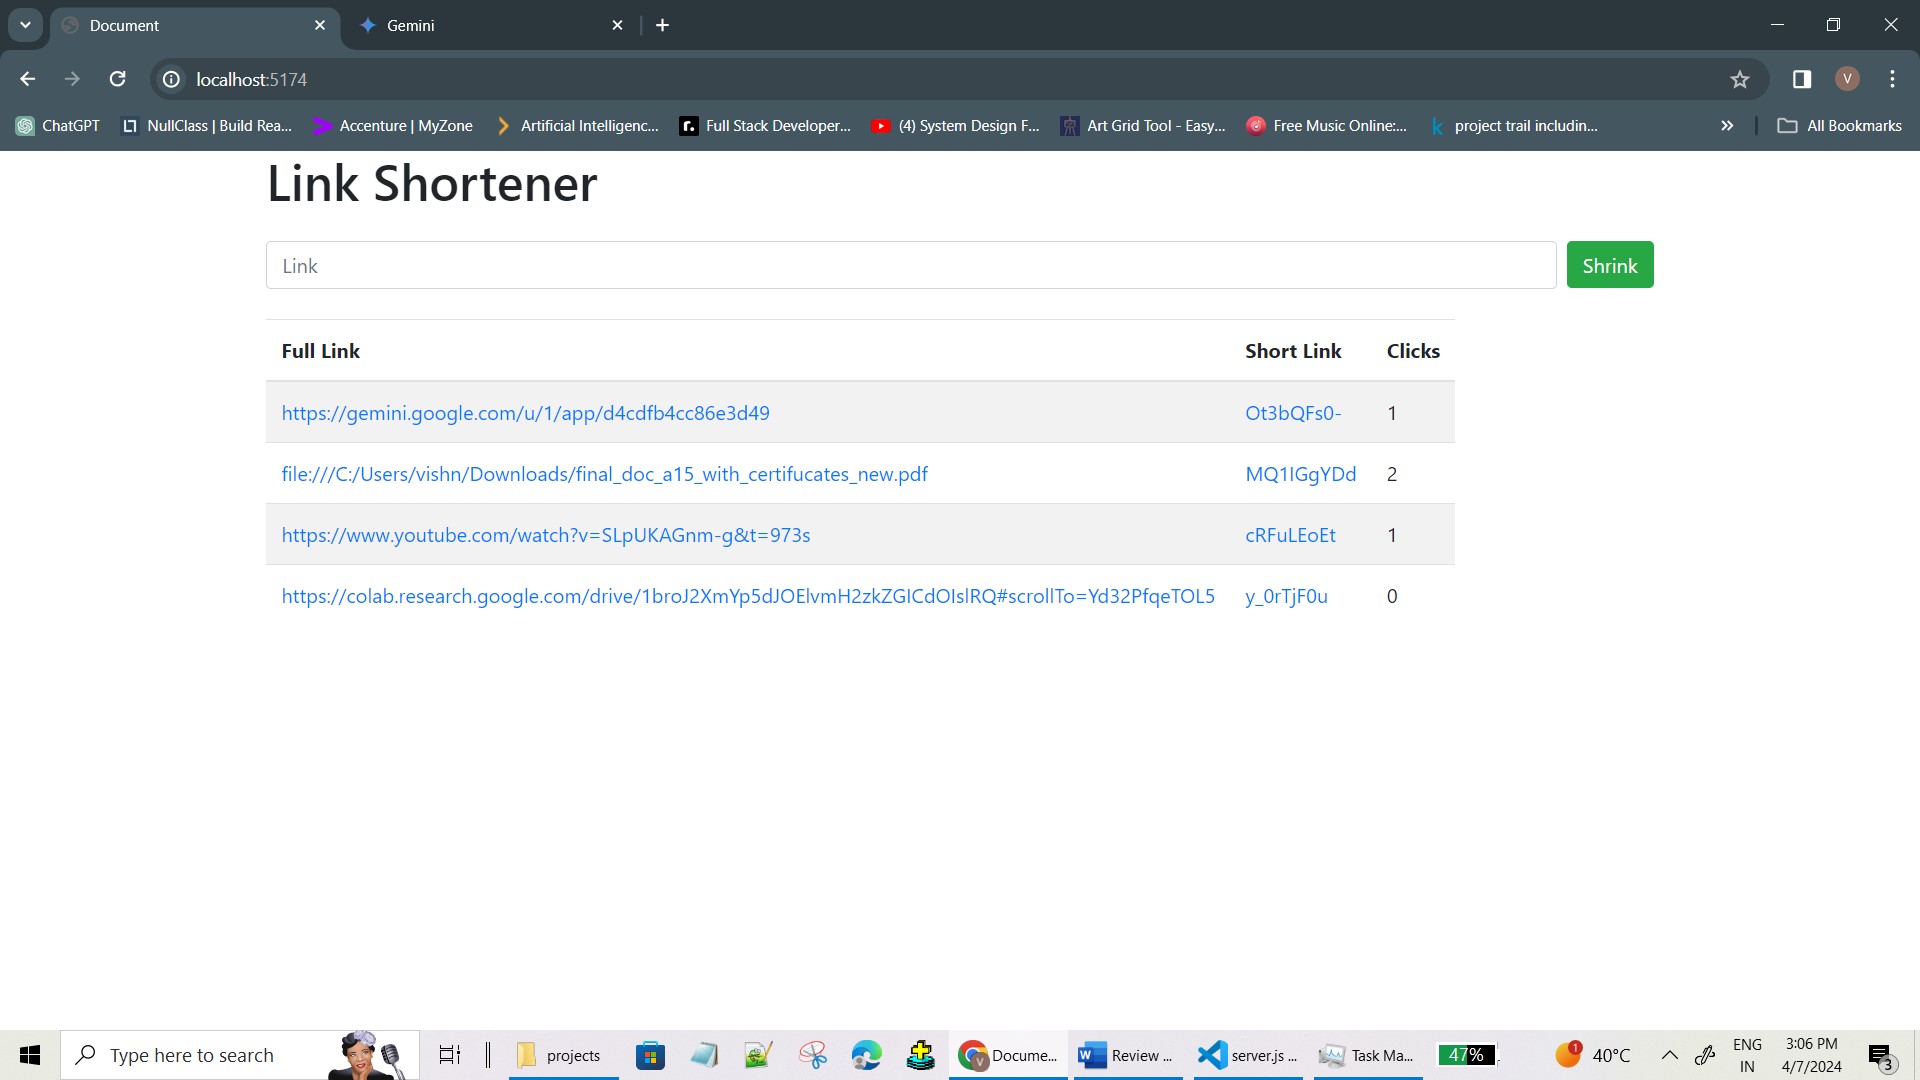 Document
Gemini
localhost:5174
ChatGPT
NullClass | Build Rea...
Accenture | MyZone
Artificial Intelligenc...
Full Stack Developer...
(4) System Design F...
Art Grid Tool - Easy...
Free Music Online:...
project trail includin...
All Bookmarks
V
Link Shortener
Link
Shrink
Full Link Short Link Clicks
https://gemini.google.com/u/1/app/d4cdfb4cc86e3d49 Ot3bQFs0- 1
file:///C:/Users/vishn/Downloads/final_doc_a15_with_certifucates_new.pdf MQ1IGgYDd 2
https://www.youtube.com/watch?v=SLpUKAGnm-g&t=973s cRFuLEoEt 1
https://colab.research.google.com/drive/1broJ2XmYp5dJOElvmH2zkZGICdOIslRQ#scrollTo=Yd32PfqeTOL5 y_0rTjF0u 0
Type here to search
projects
Docume...
Review ...
server.js ...
Task Ma...
47%
1
40°C
ENG
IN
3:06 PM
4/7/2024
3